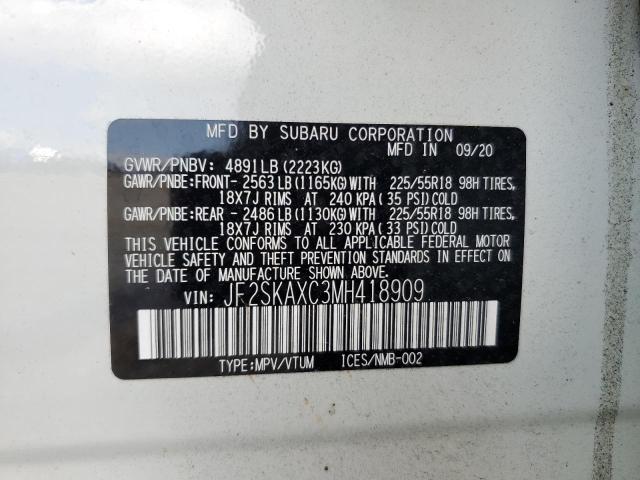 MFD BY SUBARU CORPORATION
MFD IN 09/20
GVWR/PNBV: 4891LB (2223KG)
GAWR/PNBE:FRONT- 2563LB (1165KG)WITH 225/55R18 98H TIRES,
18X7J RIMS AT 240 KPA (35 PSI)COLD
GAWR/PNBE:REAR - 2486LB (1130KG)WITH 225/55R18 98H TIRES,
18X7J RIMS AT 230 KPA (33 PSI)COLD
THIS VEHICLE CONFORMS TO ALL APPLICABLE FEDERAL MOTOR
VEHICLE SAFETY AND THEFT PREVENTION STANDARDS IN EFFECT ON
THE DATE OF MANUFACTURE SHOWN ABOVE.
VIN: JF2SKAXC3MH418909
TYPE:MPV/VTUM ICES/NMB-002